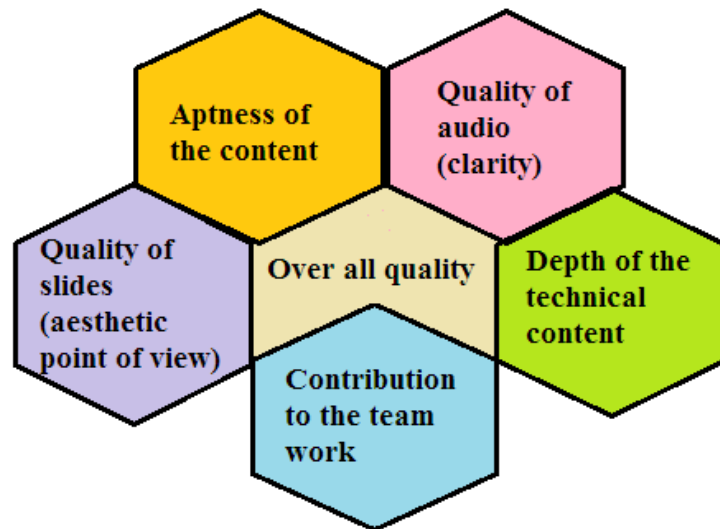 Aptness of
the content
Quality of
audio
(clarity)
Quality of
slides
(aesthetic
point of view)
Over all quality
Depth of the
technical
content
Contribution
to the team
work